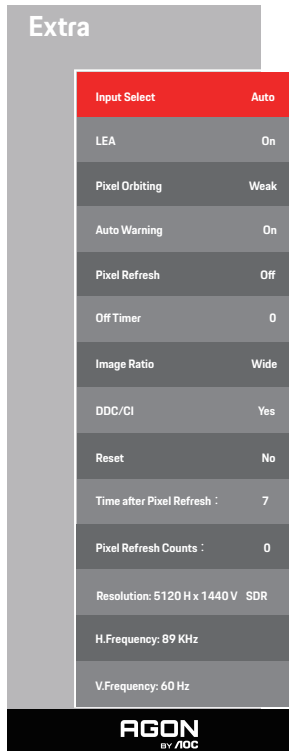 Extra
Input Select Auto
LEA On
Pixel Orbiting Weak
Auto Warning On
Pixel Refresh Off
Off Timer 0
Image Ratio Wide
DDC/CI Yes
Reset No
Time after Pixel Refresh : 7
Pixel Refresh Counts : 0
Resolution: 5120 H x 1440 V SDR
H.Frequency: 89 KHz
V.Frequency: 60 Hz
AGON
BY AOC